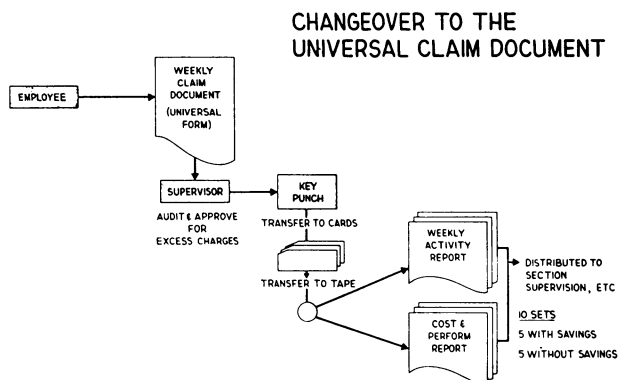 CHANGEOVER TO THE
UNIVERSAL CLAIM DOCUMENT
EMPLOYEE
WEEKLY
CLAIM
DOCUMENT
(UNIVERSAL
FORM)
SUPERVISOR
AUDIT & APPROVE
FOR
EXCESS CHARGES
KEY
PUNCH
TRANSFER TO CARDS
TRANSFER TO TAPE
WEEKLY
ACTIVITY
REPORT
COST &
PERFORM
REPORT
DISTRIBUTED TO
SECTION
SUPERVISION, ETC
10 SETS
5 WITH SAVINGS
5 WITHOUT SAVINGS